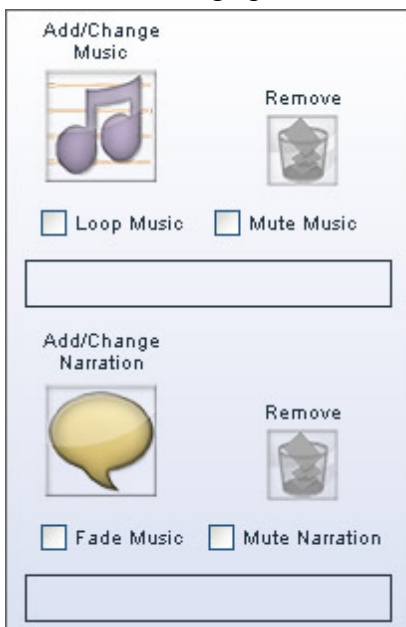 Add/Change
Music
Remove
Loop Music
Mute Music
Add/Change
Narration
Remove
Fade Music
Mute Narration